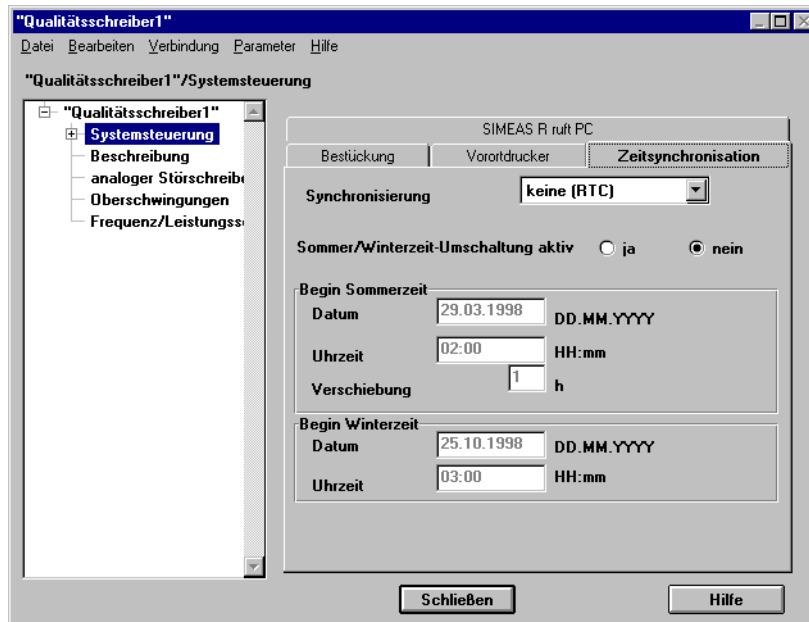 "Qualitätsschreiber1"
Datei Bearbeiten Verbindung Parameter Hilfe
"Qualitätsschreiber1"/Systemsteuerung
"Qualitätsschreiber1"
Systemsteuerung
Beschreibung
analoger Störschreibe
Oberschwingungen
Frequenz/Leistungss
SIMEAS R ruft PC
Bestückung Vorortdrucker Zeitsynchronisation
Synchronisierung keine (RTC)
Sommer/Winterzeit-Umschaltung aktiv ja nein
Begin Sommerzeit
Datum 29.03.1998 DD.MM.YYYY
Uhrzeit 02:00 HH:mm
Verschiebung 1 h
Begin Winterzeit
Datum 25.10.1998 DD.MM.YYYY
Uhrzeit 03:00 HH:mm
Schließen Hilfe